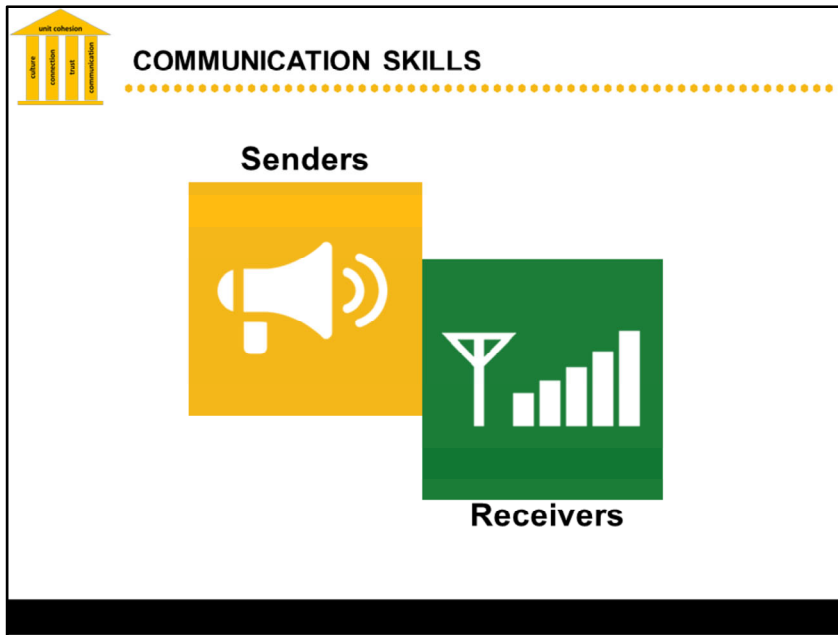 unit cohesion
culture
connection
trust
communication
COMMUNICATION SKILLS
Senders
Receivers